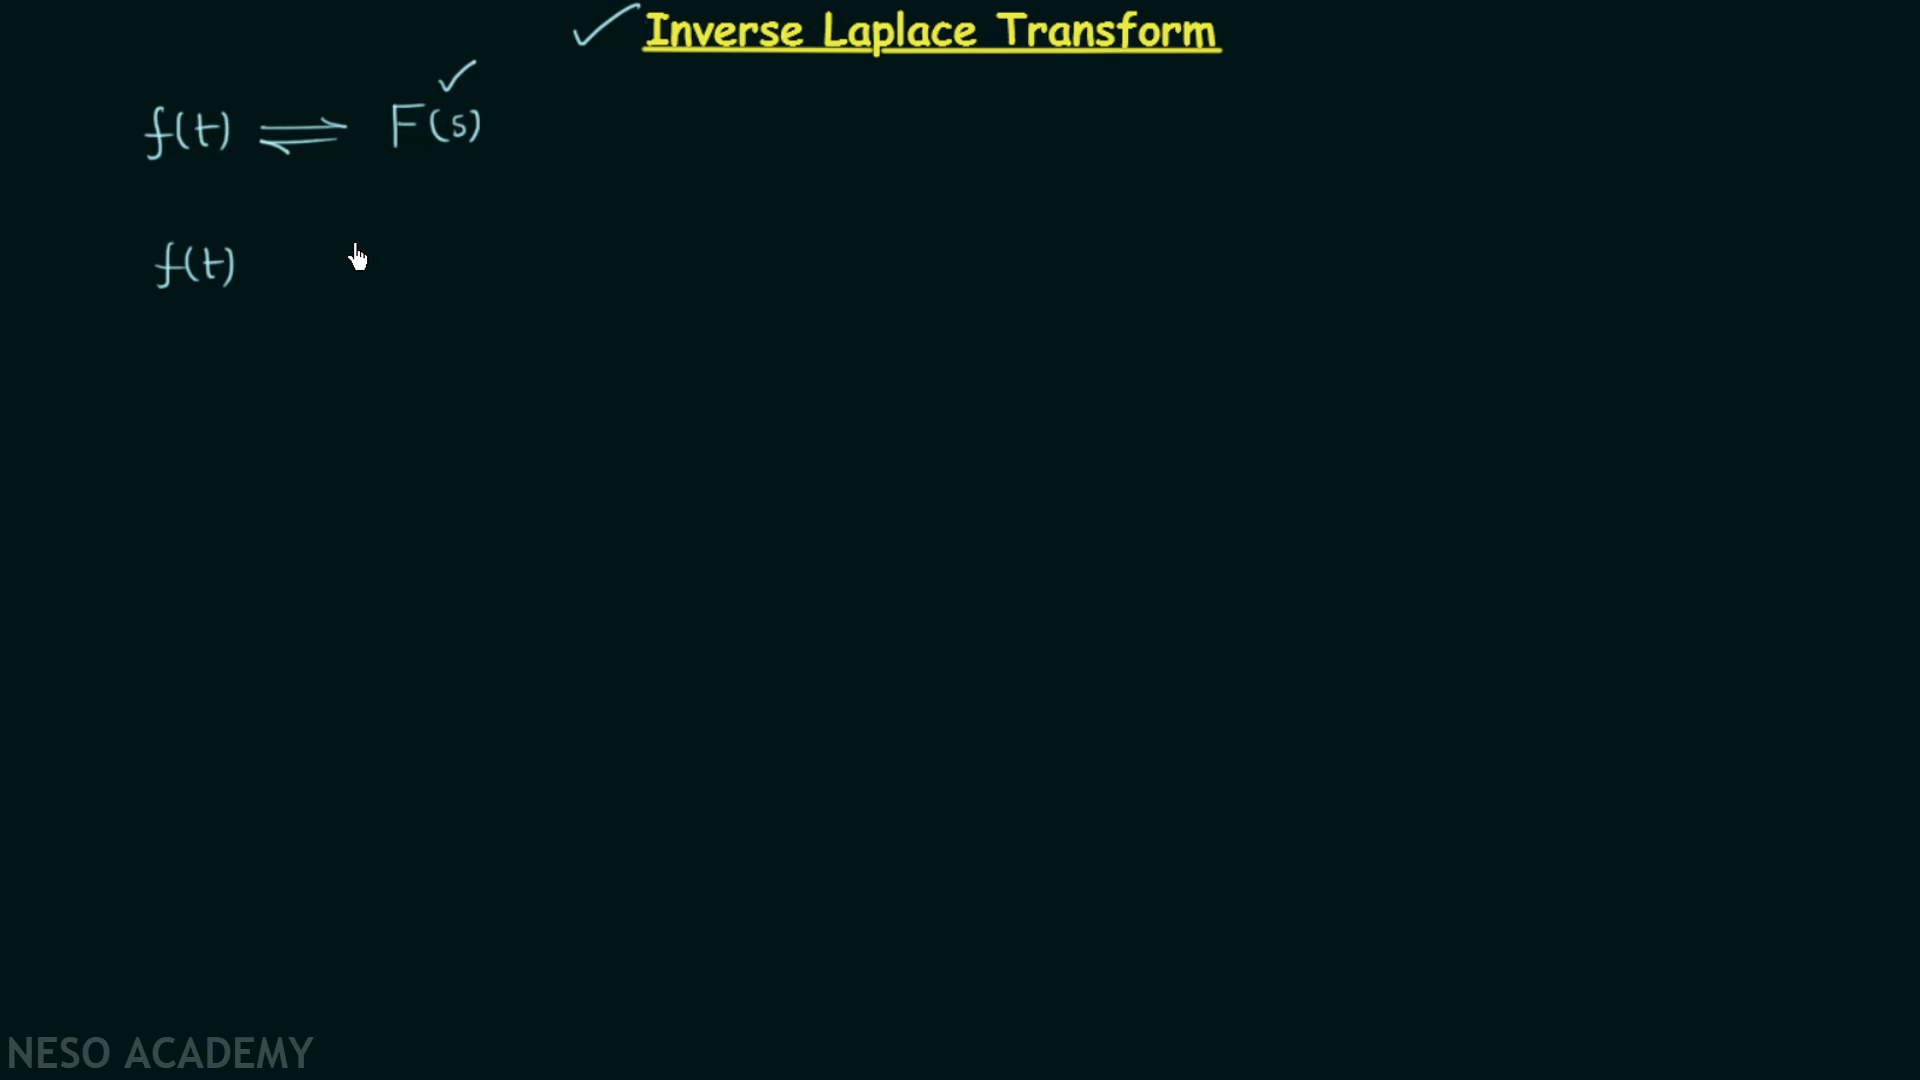 ✓ Inverse Laplace Transform
f(t) ⇌ F(s) ✓
f(t)
NESO ACADEMY